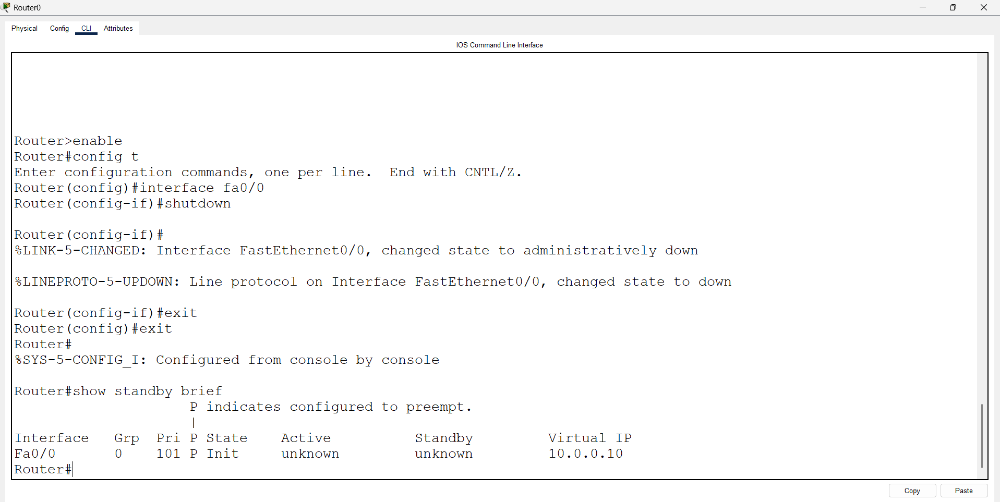 Router0
Physical Config CLI Attributes
IOS Command Line Interface
Router>enable
Router#config t
Enter configuration commands, one per line.  End with CNTL/Z.
Router(config)#interface fa0/0
Router(config-if)#shutdown
Router(config-if)#
%LINK-5-CHANGED: Interface FastEthernet0/0, changed state to administratively down
%LINEPROTO-5-UPDOWN: Line protocol on Interface FastEthernet0/0, changed state to down
Router(config-if)#exit
Router(config)#exit
Router#
%SYS-5-CONFIG_I: Configured from console by console
Router#show standby brief
                     P indicates configured to preempt.
                     |
Interface   Grp  Pri P State    Active          Standby         Virtual IP
Fa0/0       0    101 P Init     unknown         unknown         10.0.0.10
Router#
Copy Paste